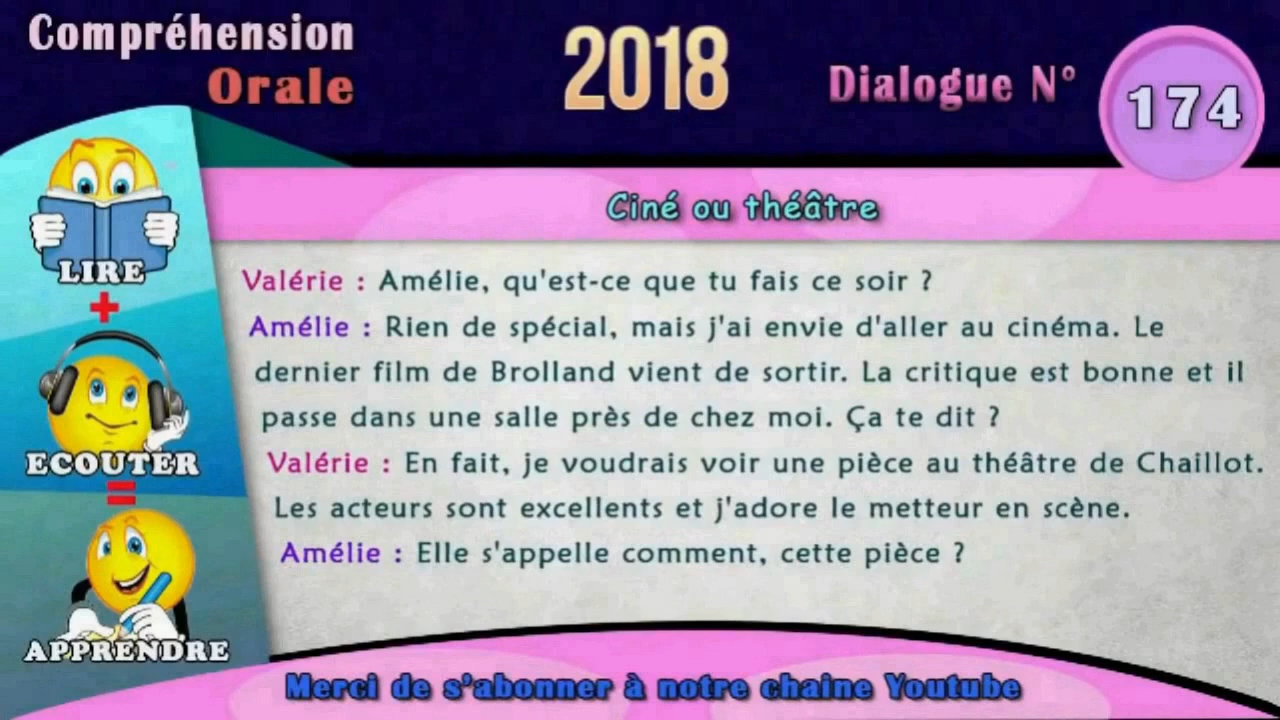 Compréhension
Orale
2018
Dialogue N°
174
Ciné ou théâtre
LIRE
+
ECOUTER
=
APPRENDRE
Valérie : Amélie, qu'est-ce que tu fais ce soir ?
Amélie : Rien de spécial, mais j'ai envie d'aller au cinéma. Le
dernier film de Brolland vient de sortir. La critique est bonne et il
passe dans une salle près de chez moi. Ça te dit ?
Valérie : En fait, je voudrais voir une pièce au théâtre de Chaillot.
Les acteurs sont excellents et j'adore le metteur en scène.
Amélie : Elle s'appelle comment, cette pièce ?
Merci de s'abonner à notre chaine Youtube